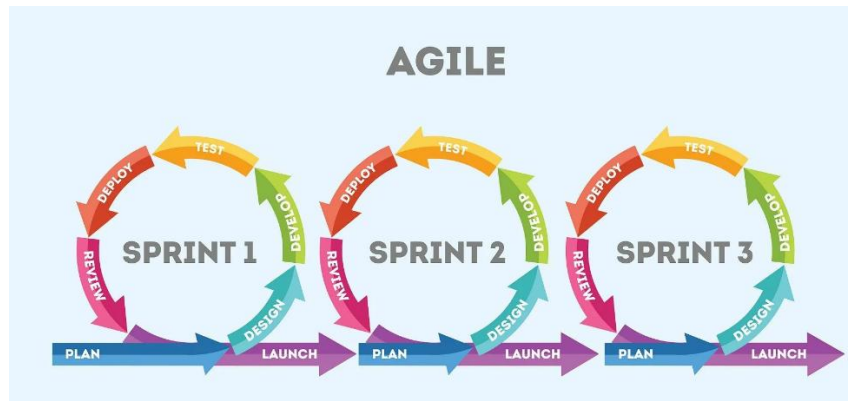 AGILE
SPRINT 1
PLAN
DESIGN
DEVELOP
TEST
DEPLOY
REVIEW
LAUNCH
SPRINT 2
PLAN
DESIGN
DEVELOP
TEST
DEPLOY
REVIEW
LAUNCH
SPRINT 3
PLAN
DESIGN
DEVELOP
TEST
DEPLOY
REVIEW
LAUNCH